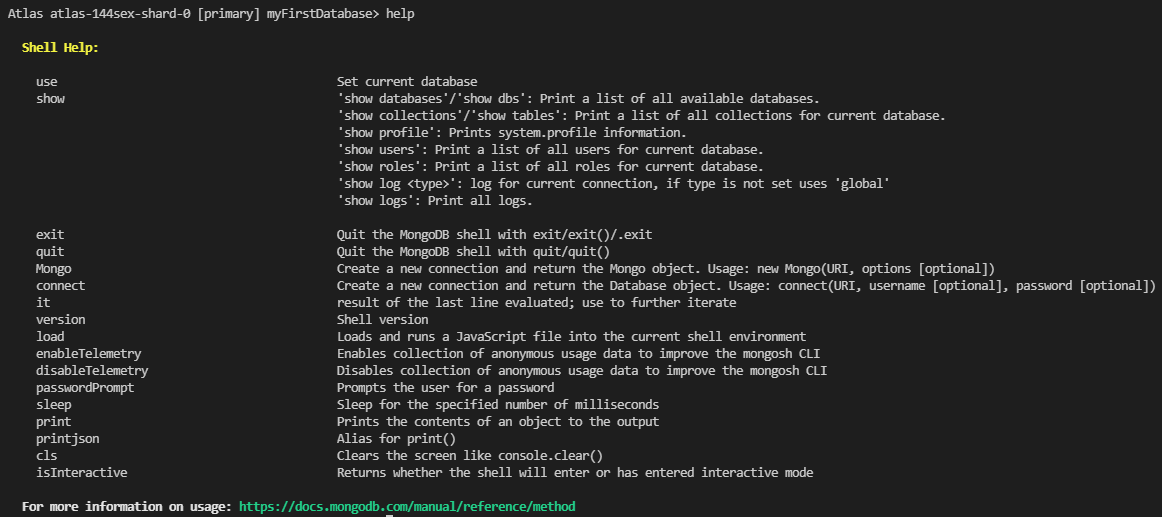 Atlas atlas-144sex-shard-0 [primary] myFirstDatabase> help
Shell Help:
use Set current database
show 'show databases'/'show dbs': Print a list of all available databases.
'show collections'/'show tables': Print a list of all collections for current database.
'show profile': Prints system.profile information.
'show users': Print a list of all users for current database.
'show roles': Print a list of all roles for current database.
'show log <type>': log for current connection, if type is not set uses 'global'
'show logs': Print all logs.
exit Quit the MongoDB shell with exit/exit()/.exit
quit Quit the MongoDB shell with quit/quit()
Mongo Create a new connection and return the Mongo object. Usage: new Mongo(URI, options [optional])
connect Create a new connection and return the Database object. Usage: connect(URI, username [optional], password [optional])
it result of the last line evaluated; use to further iterate
version Shell version
load Loads and runs a JavaScript file into the current shell environment
enableTelemetry Enables collection of anonymous usage data to improve the mongosh CLI
disableTelemetry Disables collection of anonymous usage data to improve the mongosh CLI
passwordPrompt Prompts the user for a password
sleep Sleep for the specified number of milliseconds
print Prints the contents of an object to the output
printjson Alias for print()
cls Clears the screen like console.clear()
isInteractive Returns whether the shell will enter or has entered interactive mode
For more information on usage: https://docs.mongodb.com/manual/reference/method